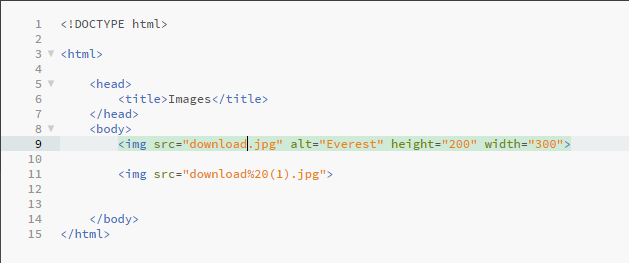 1 <!DOCTYPE html>
2
3 <html>
4
5 <head>
6 <title>Images</title>
7 </head>
8 <body>
9 <img src="download.jpg" alt="Everest" height="200" width="300">
10
11 <img src="download%20(1).jpg">
12
13
14 </body>
15 </html>